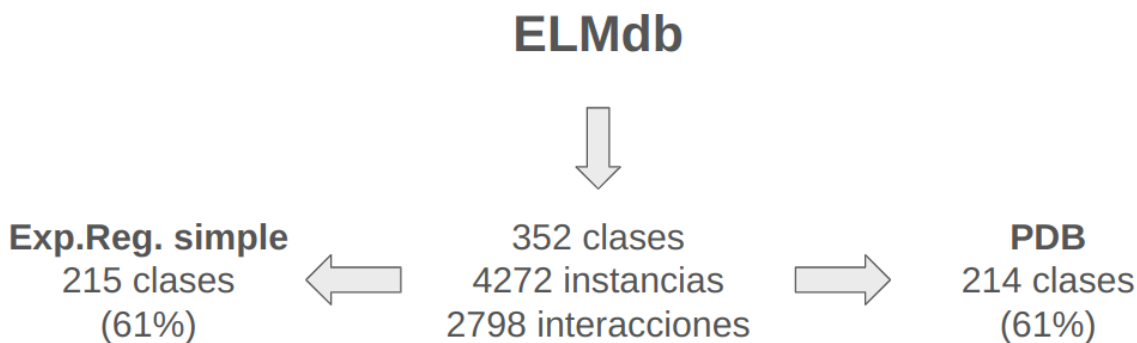 ELMdb
Exp.Reg. simple
215 clases
(61%)
352 clases
4272 instancias
2798 interacciones
PDB
214 clases
(61%)